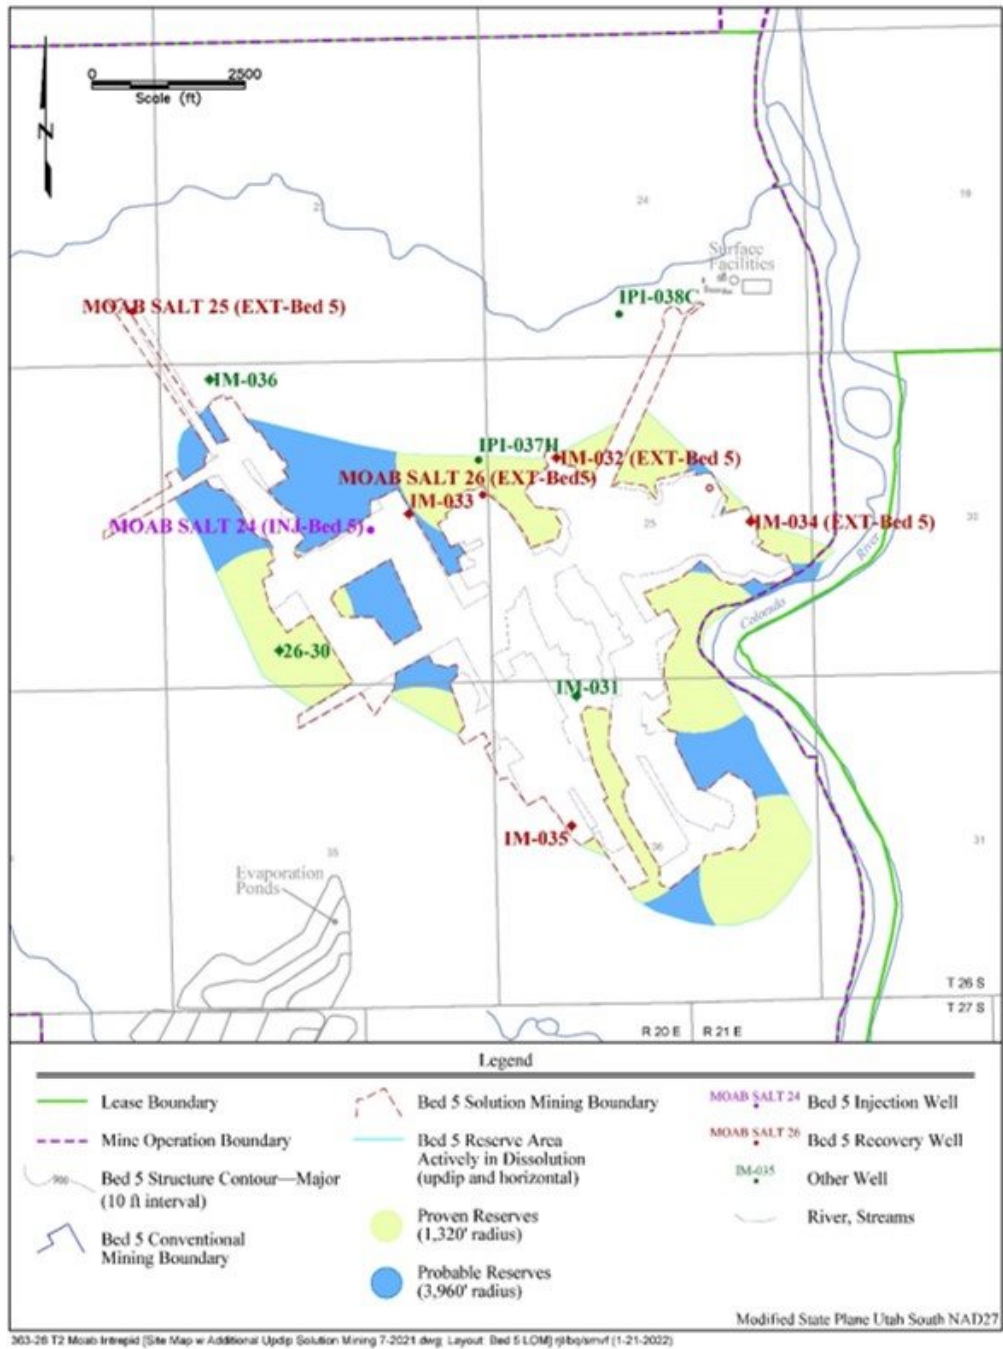 0 2500
Scale (ft)
N
24
19
Surface
Facilities
IPI-038C
MOAB SALT 25 (EXT-Bed 5)
IM-036
IPI-037H
IM-032 (EXT-Bed 5)
MOAB SALT 26 (EXT-Bed5)
IM-033
MOAB SALT 24 (INJ-Bed 5)
25
IM-034 (EXT-Bed 5)
River
Colorado
26-30
IM-031
IM-035
36
31
35
Evaporation
Ponds
T 26 S
T 27 S
R 20 E R 21 E
Legend
Lease Boundary
Mine Operation Boundary
900
Bed 5 Structure Contour—Major
(10 ft interval)
Bed 5 Conventional
Mining Boundary
Bed 5 Solution Mining Boundary
Bed 5 Reserve Area
Actively in Dissolution
(updip and horizontal)
Proven Reserves
(1,320' radius)
Probable Reserves
(3,960' radius)
MOAB SALT 24 Bed 5 Injection Well
MOAB SALT 26 Bed 5 Recovery Well
IM-035 Other Well
River, Streams
Modified State Plane Utah South NAD27